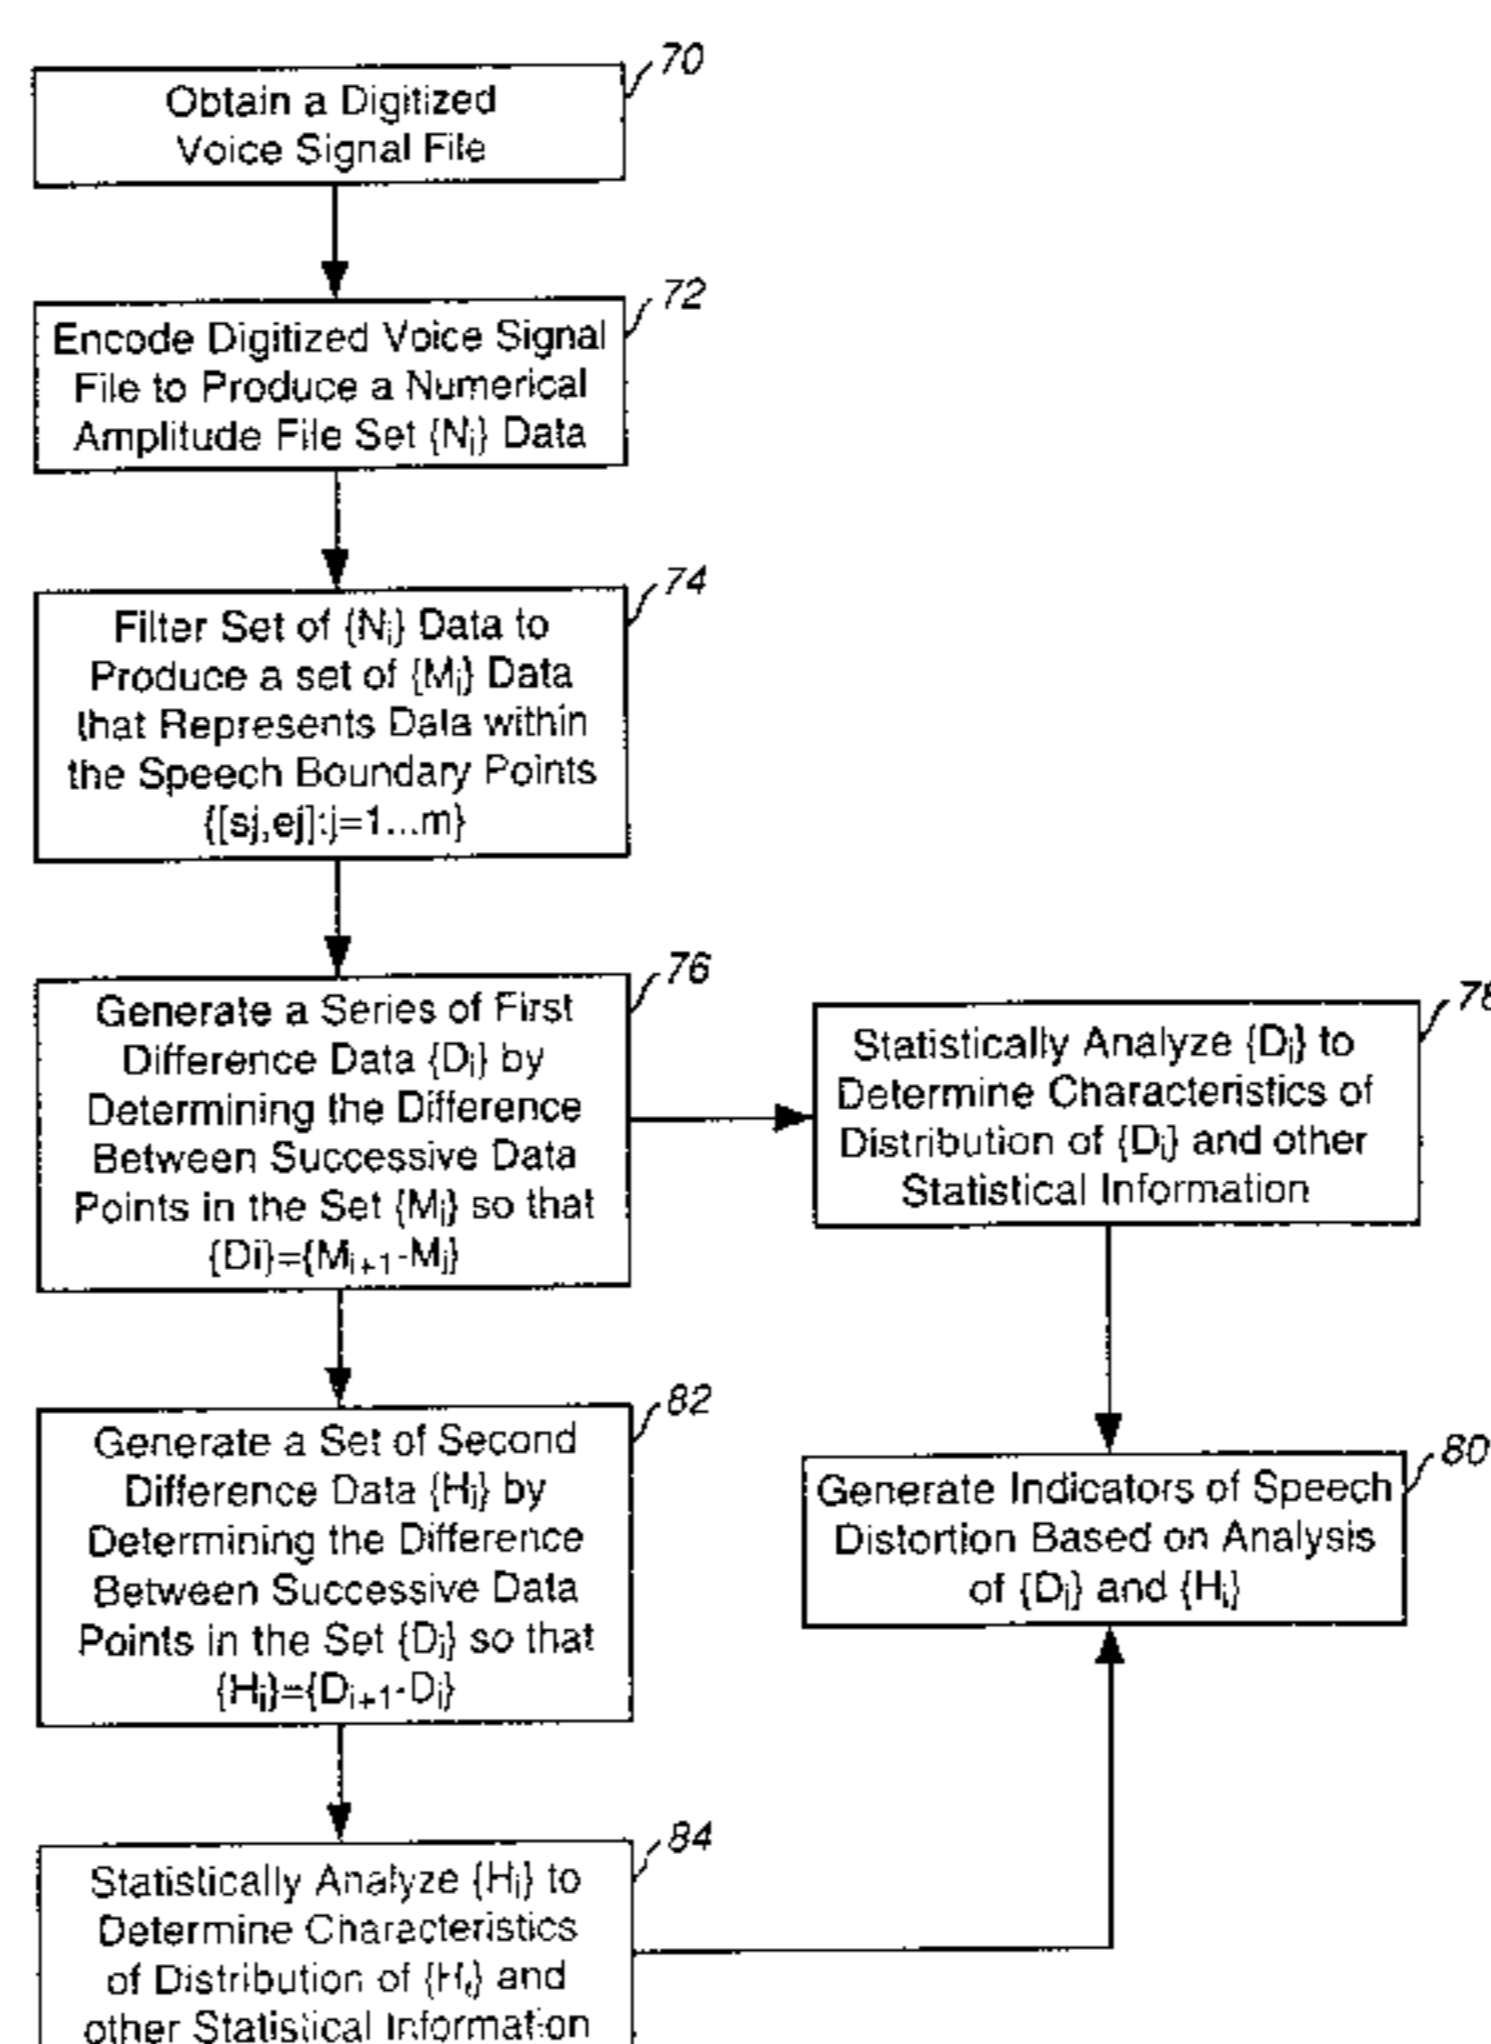 70
Obtain a Digitized
Voice Signal File
72
Encode Digitized Voice Signal
File to Produce a Numerical
Amplitude File Set {Ni} Data
74
Filter Set of {Ni} Data to
Produce a set of {Mi} Data
that Represents Data within
the Speech Boundary Points
{[sj,ej]:j=1...m}
76
Generate a Series of First
Difference Data {Di} by
Determining the Difference
Between Successive Data
Points in the Set {Mi} so that
{Di}={Mi+1-Mi}
78
Statistically Analyze {Di} to
Determine Characteristics of
Distribution of {Di} and other
Statistical Information
82
Generate a Set of Second
Difference Data {Hi} by
Determining the Difference
Between Successive Data
Points in the Set {Di} so that
{Hi}={Di+1-Di}
80
Generate Indicators of Speech
Distortion Based on Analysis
of {Di} and {Hi}
84
Statistically Analyze {Hi} to
Determine Characteristics
of Distribution of {Hi} and
other Statistical Information